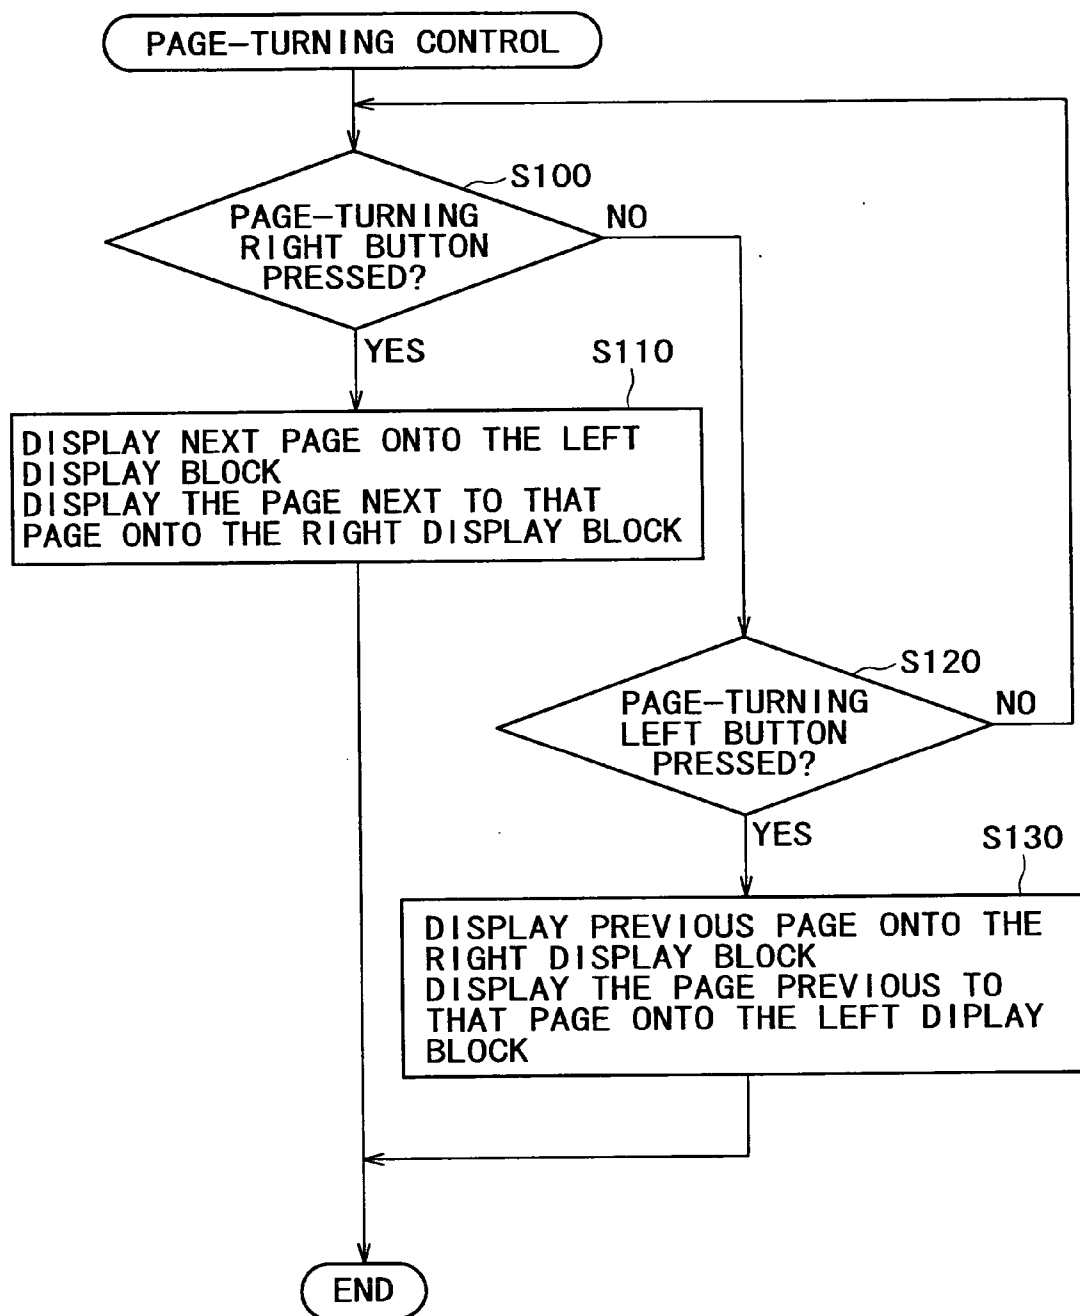 PAGE-TURNING CONTROL
S100
PAGE-TURNING
RIGHT BUTTON
PRESSED?
NO
YES
S110
DISPLAY NEXT PAGE ONTO THE LEFT
DISPLAY BLOCK
DISPLAY THE PAGE NEXT TO THAT
PAGE ONTO THE RIGHT DISPLAY BLOCK
S120
PAGE-TURNING
LEFT BUTTON
PRESSED?
NO
YES
S130
DISPLAY PREVIOUS PAGE ONTO THE
RIGHT DISPLAY BLOCK
DISPLAY THE PAGE PREVIOUS TO
THAT PAGE ONTO THE LEFT DIPLAY
BLOCK
END